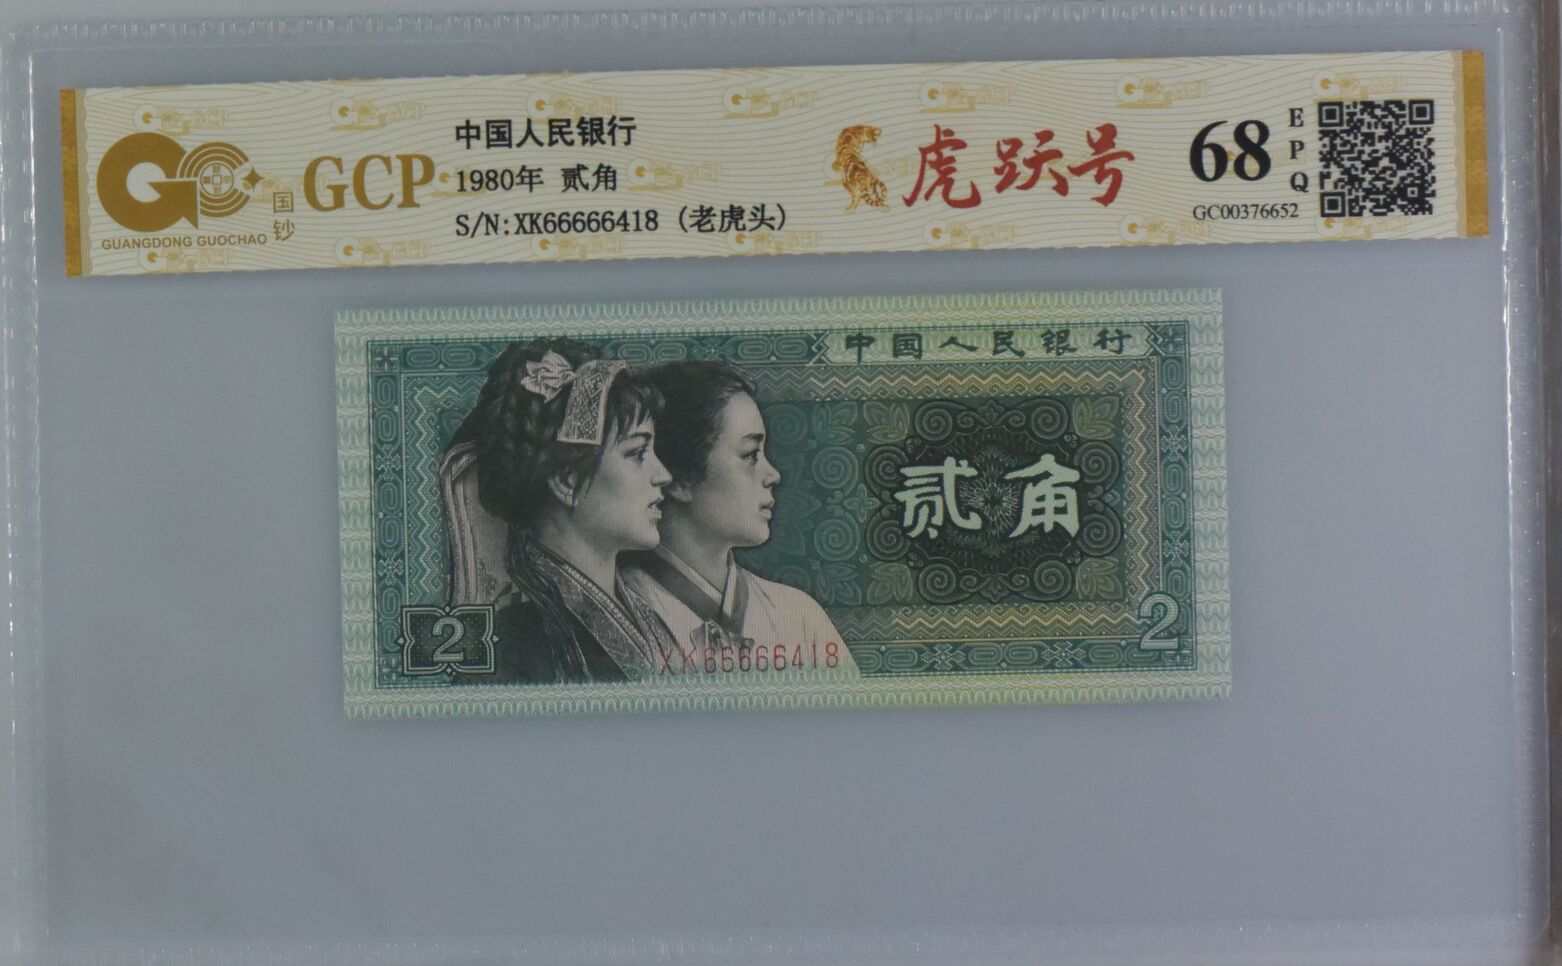 GCP
国钞
GUANGDONG GUOCHAO
中国人民银行
1980年 贰角
S/N:XK66666418 (老虎头)
虎跃号
68
EPQ
GC00376652
中国人民银行
贰角
2
2
XK66666418